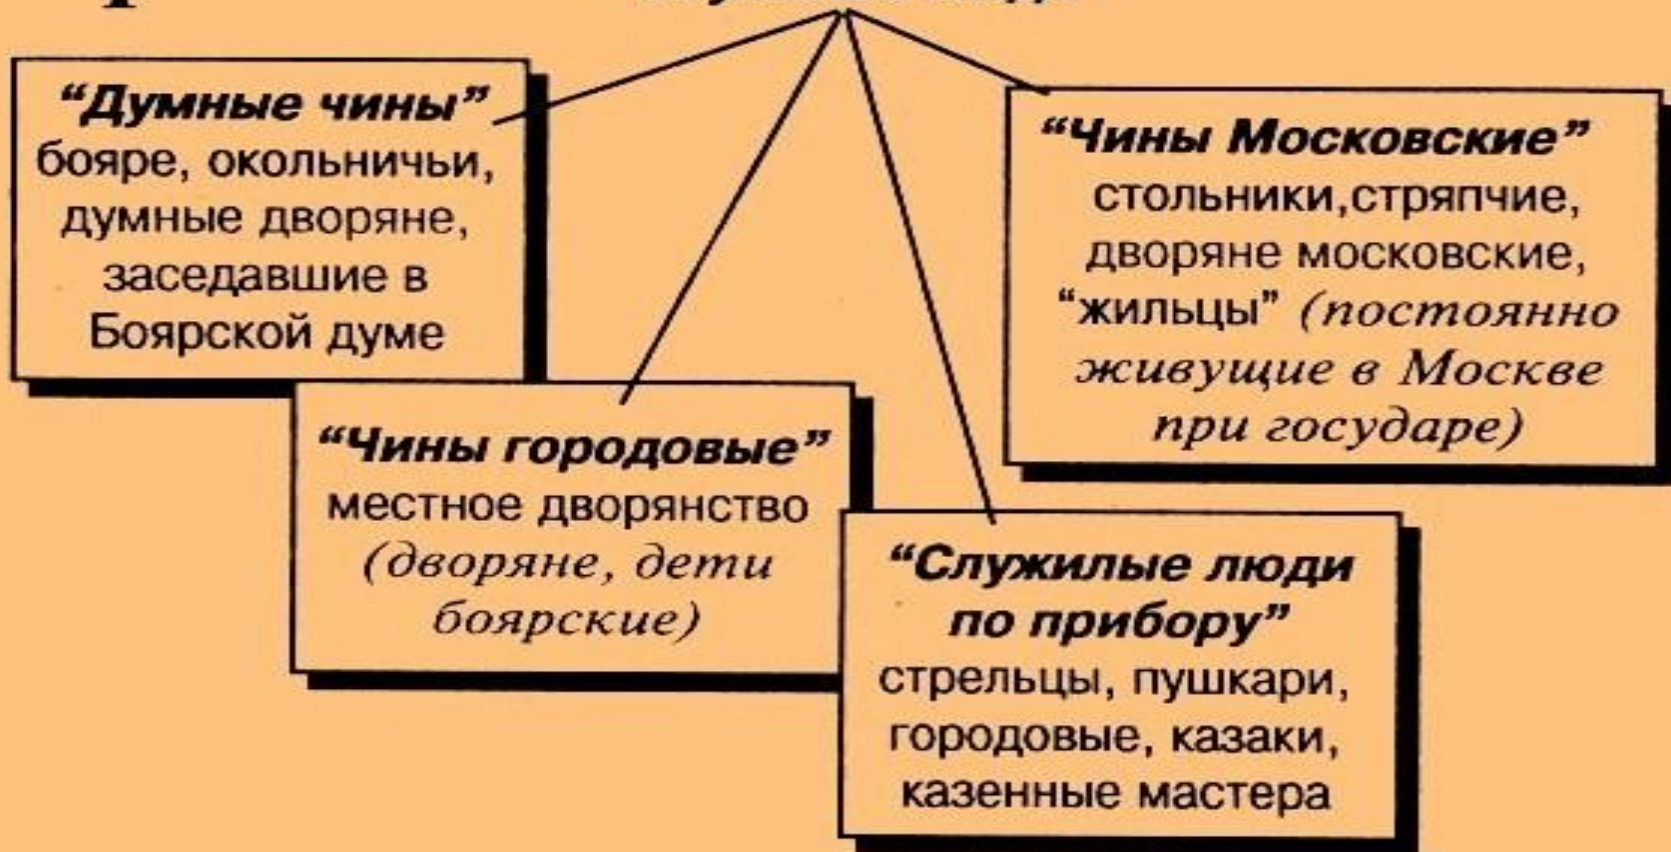 “Думные чины”
бояре, окольничьи,
думные дворяне,
заседавшие в
Боярской думе
“Чины Московские”
стольники,стряпчие,
дворяне московские,
“жильцы” (постоянно
живущие в Москве
при государе)
“Чины городовые”
местное дворянство
(дворяне, дети
боярские)
“Служилые люди
по прибору”
стрельцы, пушкари,
городовые, казаки,
казенные мастера